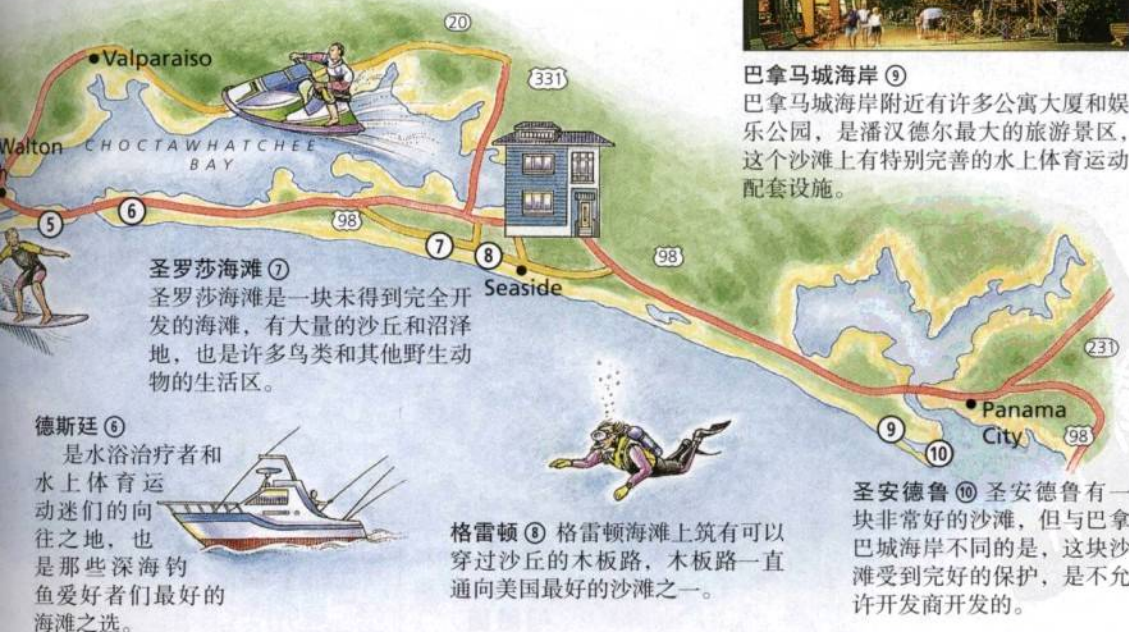 20
Valparaiso
331
巴拿马城海岸 ⑨
巴拿马城海岸附近有许多公寓大厦和娱
乐公园，是潘汉德尔最大的旅游景区，
这个沙滩上有特别完善的水上体育运动
配套设施。
Walton
CHOCTAWHATCHEE
BAY
⑤
⑥
98
⑦
⑧
98
Seaside
圣罗莎海滩 ⑦
圣罗莎海滩是一块未得到完全开
发的海滩，有大量的沙丘和沼泽
地，也是许多鸟类和其他野生动
物的生活区。
231
Panama
City
98
⑨
⑩
德斯廷 ⑥
是水浴治疗者和
水上体育运
动迷们的向
往之地，也
是那些深海钓
鱼爱好者们最好的
海滩之选。
格雷顿 ⑧ 格雷顿海滩上筑有可以
穿过沙丘的木板路，木板路一直
通向美国最好的沙滩之一。
圣安德鲁 ⑩ 圣安德鲁有一
块非常好的沙滩，但与巴拿
巴城海岸不同的是，这块沙
滩受到完好的保护，是不允
许开发商开发的。